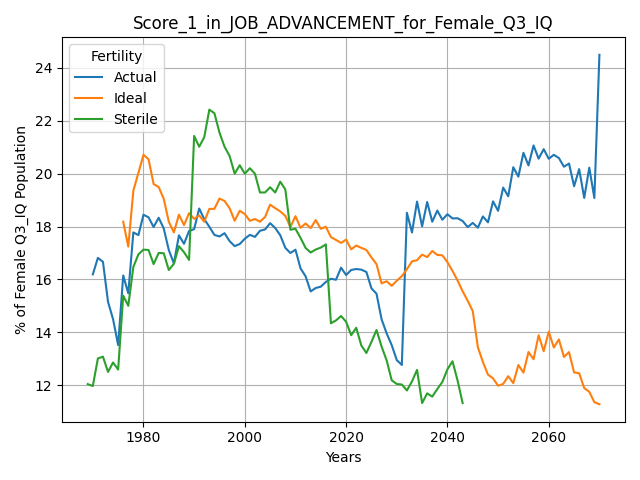 Score_1_in_JOB_ADVANCEMENT_for_Female_Q3_IQ
Fertility
Actual
Ideal
Sterile
% of Female Q3_IQ Population
24
22
20
18
16
14
12
1980
2000
2020
2040
2060
Years